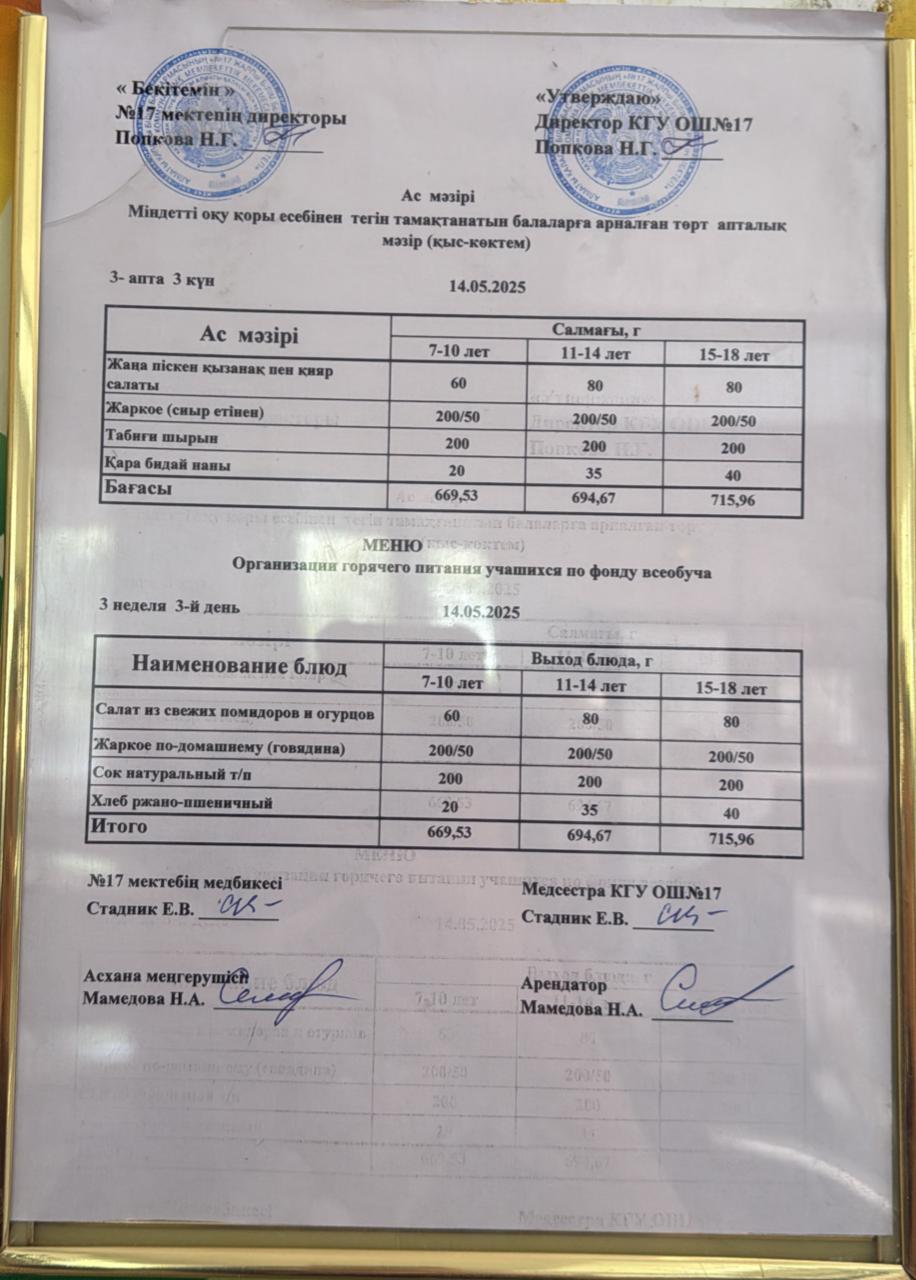 « Бекітемін »
№17 мектепің директоры
Попкова Н.Г.
«Утверждаю»
Директор КГУ ОШ№17
Попкова Н.Г.
Ас мәзірі
Міндетті оқу қоры есебінен тегін тамақтанатын балаларға арналған төрт апталық
мәзір (қыс-көктем)
3- апта 3 күн 14.05.2025
Ас мәзірі Салмағы, г
7-10 лет 11-14 лет 15-18 лет
Жаңа піскен қызанақ пен қияр
салаты 60 80 80
Жаркое (сиыр етінен) 200/50 200/50 200/50
Табиғи шырын 200 200 200
Қара бидай наны 20 35 40
Бағасы 669,53 694,67 715,96
МЕНЮ
Организации горячего питания учашихся по фонду всеобуча
3 неделя 3-й день 14.05.2025
Наименование блюд Выход блюда, г
7-10 лет 11-14 лет 15-18 лет
Салат из свежих помидоров и огурцов 60 80 80
Жаркое по-домашнему (говядина) 200/50 200/50 200/50
Сок натуральный т/п 200 200 200
Хлеб ржано-пшеничный 20 35 40
Итого 669,53 694,67 715,96
№17 мектебің медбикесі
Стадник Е.В.
Медсестра КГУ ОШ№17
Стадник Е.В.
Асхана меңгерушісі
Мамедова Н.А.
Арендатор
Мамедова Н.А.